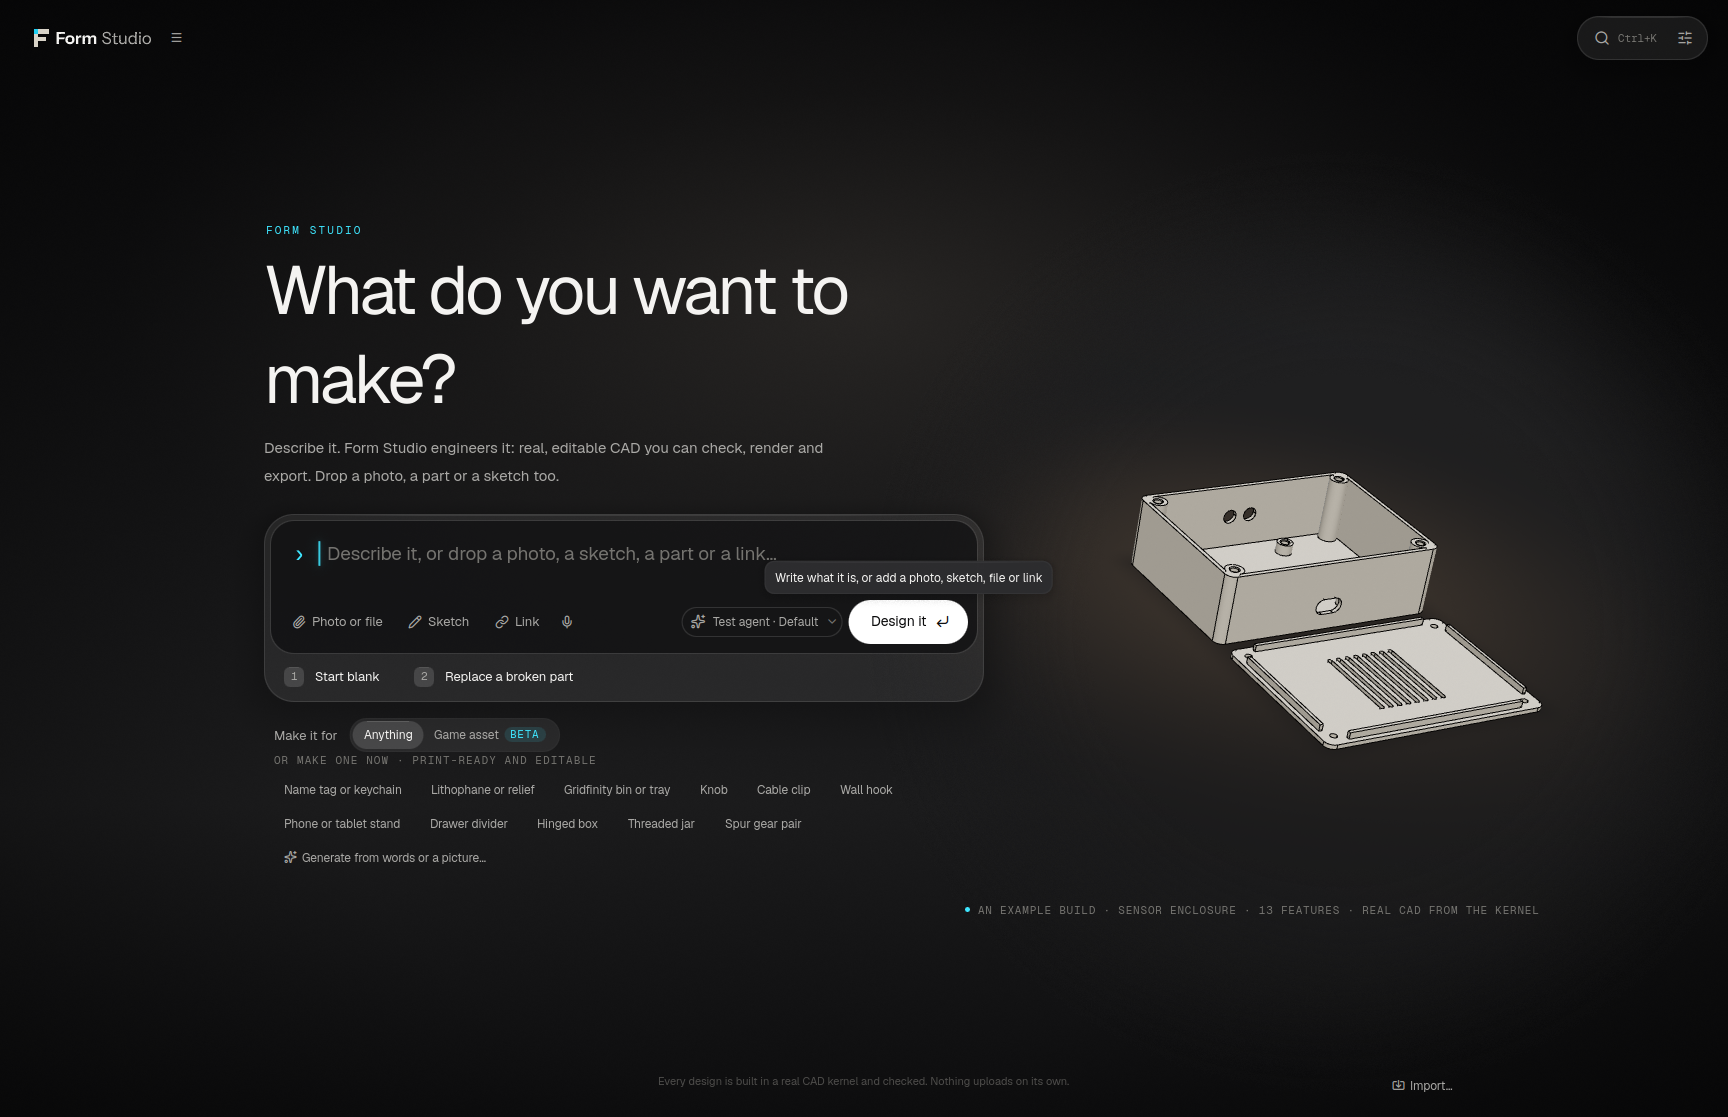 Form Studio
Ctrl+K
FORM STUDIO
What do you want to
make?
Describe it. Form Studio engineers it: real, editable CAD you can check, render and
export. Drop a photo, a part or a sketch too.
› Describe it, or drop a photo, a sketch, a part or a link...
Write what it is, or add a photo, sketch, file or link
Photo or file Sketch Link Test agent · Default Design it
1 Start blank 2 Replace a broken part
Make it for Anything Game asset BETA
OR MAKE ONE NOW · PRINT-READY AND EDITABLE
Name tag or keychain Lithophane or relief Gridfinity bin or tray Knob Cable clip Wall hook
Phone or tablet stand Drawer divider Hinged box Threaded jar Spur gear pair
Generate from words or a picture...
AN EXAMPLE BUILD · SENSOR ENCLOSURE · 13 FEATURES · REAL CAD FROM THE KERNEL
Every design is built in a real CAD kernel and checked. Nothing uploads on its own.
Import...